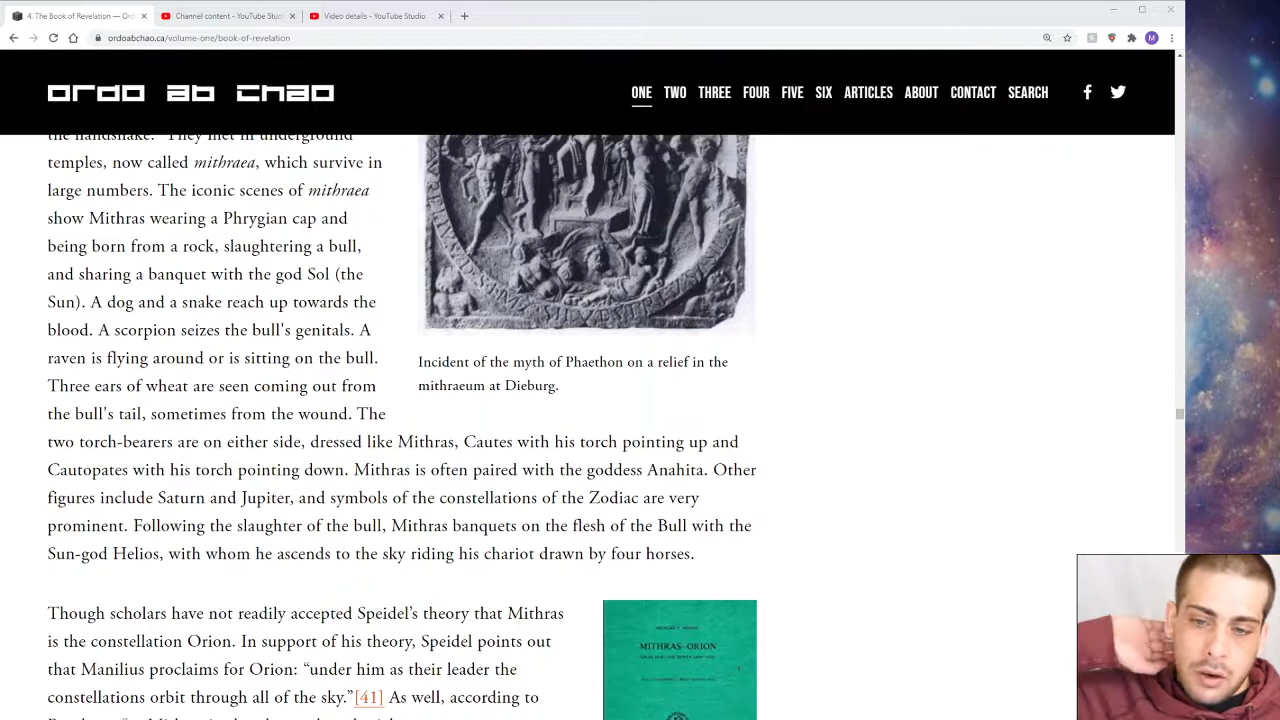 4. The Book of Revelation — Ord
Channel content - YouTube Stud
Video details - YouTube Studio
ordoabchao.ca/volume-one/book-of-revelation
M
ordo ab chao
ONE TWO THREE FOUR FIVE SIX ARTICLES ABOUT CONTACT SEARCH
temples, now called mithraea, which survive in
large numbers. The iconic scenes of mithraea
show Mithras wearing a Phrygian cap and
being born from a rock, slaughtering a bull,
and sharing a banquet with the god Sol (the
Sun). A dog and a snake reach up towards the
blood. A scorpion seizes the bull's genitals. A
raven is flying around or is sitting on the bull.
Three ears of wheat are seen coming out from
the bull's tail, sometimes from the wound. The
two torch-bearers are on either side, dressed like Mithras, Cautes with his torch pointing up and
Cautopates with his torch pointing down. Mithras is often paired with the goddess Anahita. Other
figures include Saturn and Jupiter, and symbols of the constellations of the Zodiac are very
prominent. Following the slaughter of the bull, Mithras banquets on the flesh of the Bull with the
Sun-god Helios, with whom he ascends to the sky riding his chariot drawn by four horses.
Incident of the myth of Phaethon on a relief in the
mithraeum at Dieburg.
Though scholars have not readily accepted Speidel’s theory that Mithras
is the constellation Orion. In support of his theory, Speidel points out
that Manilius proclaims for Orion: “under him as their leader the
constellations orbit through all of the sky.”[41] As well, according to
MITHRAS-ORION